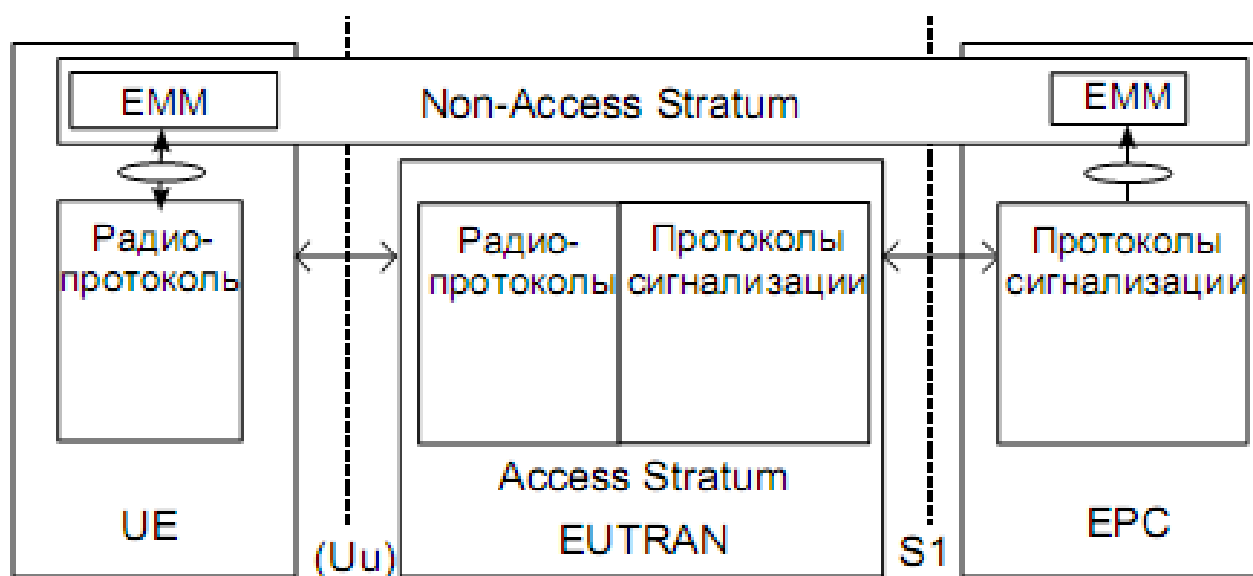 EMM
Non-Access Stratum
EMM
Радио-
протоколь
Радио-
протоколы
Протоколы
сигнализации
Протоколы
сигнализации
Access Stratum
UE
(Uu)
EUTRAN
S1
EPC